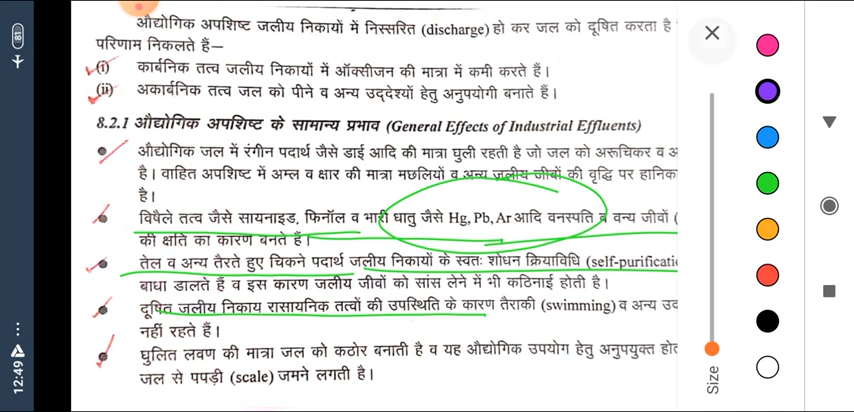 औद्योगिक अपशिष्ट जलीय निकायों में निस्सरित (discharge) हो कर जल को दूषित करता है
परिणाम निकलते हैं—
(i) कार्बनिक तत्व जलीय निकायों में ऑक्सीजन की मात्रा में कमी करते हैं।
(ii) अकार्बनिक तत्व जल को पीने व अन्य उद्देश्यों हेतु अनुपयोगी बनाते हैं।
8.2.1 औद्योगिक अपशिष्ट के सामान्य प्रभाव (General Effects of Industrial Effluents)
औद्योगिक जल में रंगीन पदार्थ जैसे डाई आदि की मात्रा घुली रहती है जो जल को अरूचिकर व
है। वाहित अपशिष्ट में अम्ल व क्षार की मात्रा मछलियों व अन्य जलीय जीवों की वृद्धि पर
है।
विषैले तत्व जैसे सायनाइड, फिनॉल व भारी धातु जैसे Hg, Pb, Ar आदि वनस्पति व वन्य जीवों (
की क्षति का कारण बनते हैं।
तेल व अन्य तैरते हुए चिकने पदार्थ जलीय निकायों के स्वतः शोधन क्रियाविधि (self-purificati
बाधा डालते हैं व इस कारण जलीय जीवों को सांस लेने में भी कठिनाई होती है।
दूषित जलीय निकाय रासायनिक तत्वों की उपस्थिति के कारण तैराकी (swimming) व अन्य
नहीं रहते हैं।
घुलित लवण की मात्रा जल को कठोर बनाती है व यह औद्योगिक उपयोग हेतु अनुपयुक्त
जल से पपड़ी (scale) जमने लगती है।
Size
12:49
81